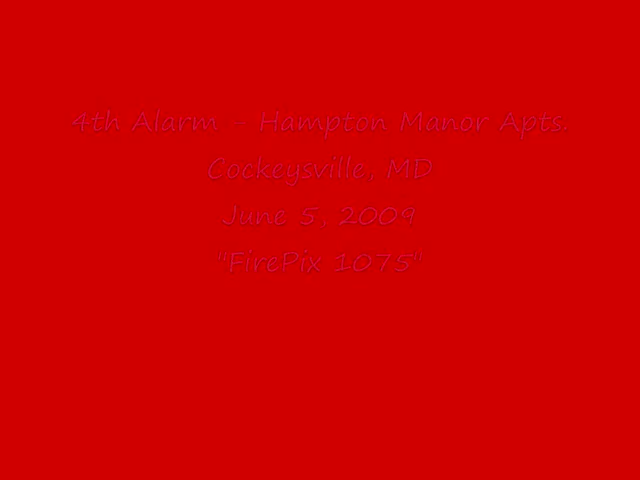 4th Alarm - Hampton Manor Apts.
Cockeysville, MD
June 5, 2009
"FirePix 1075"